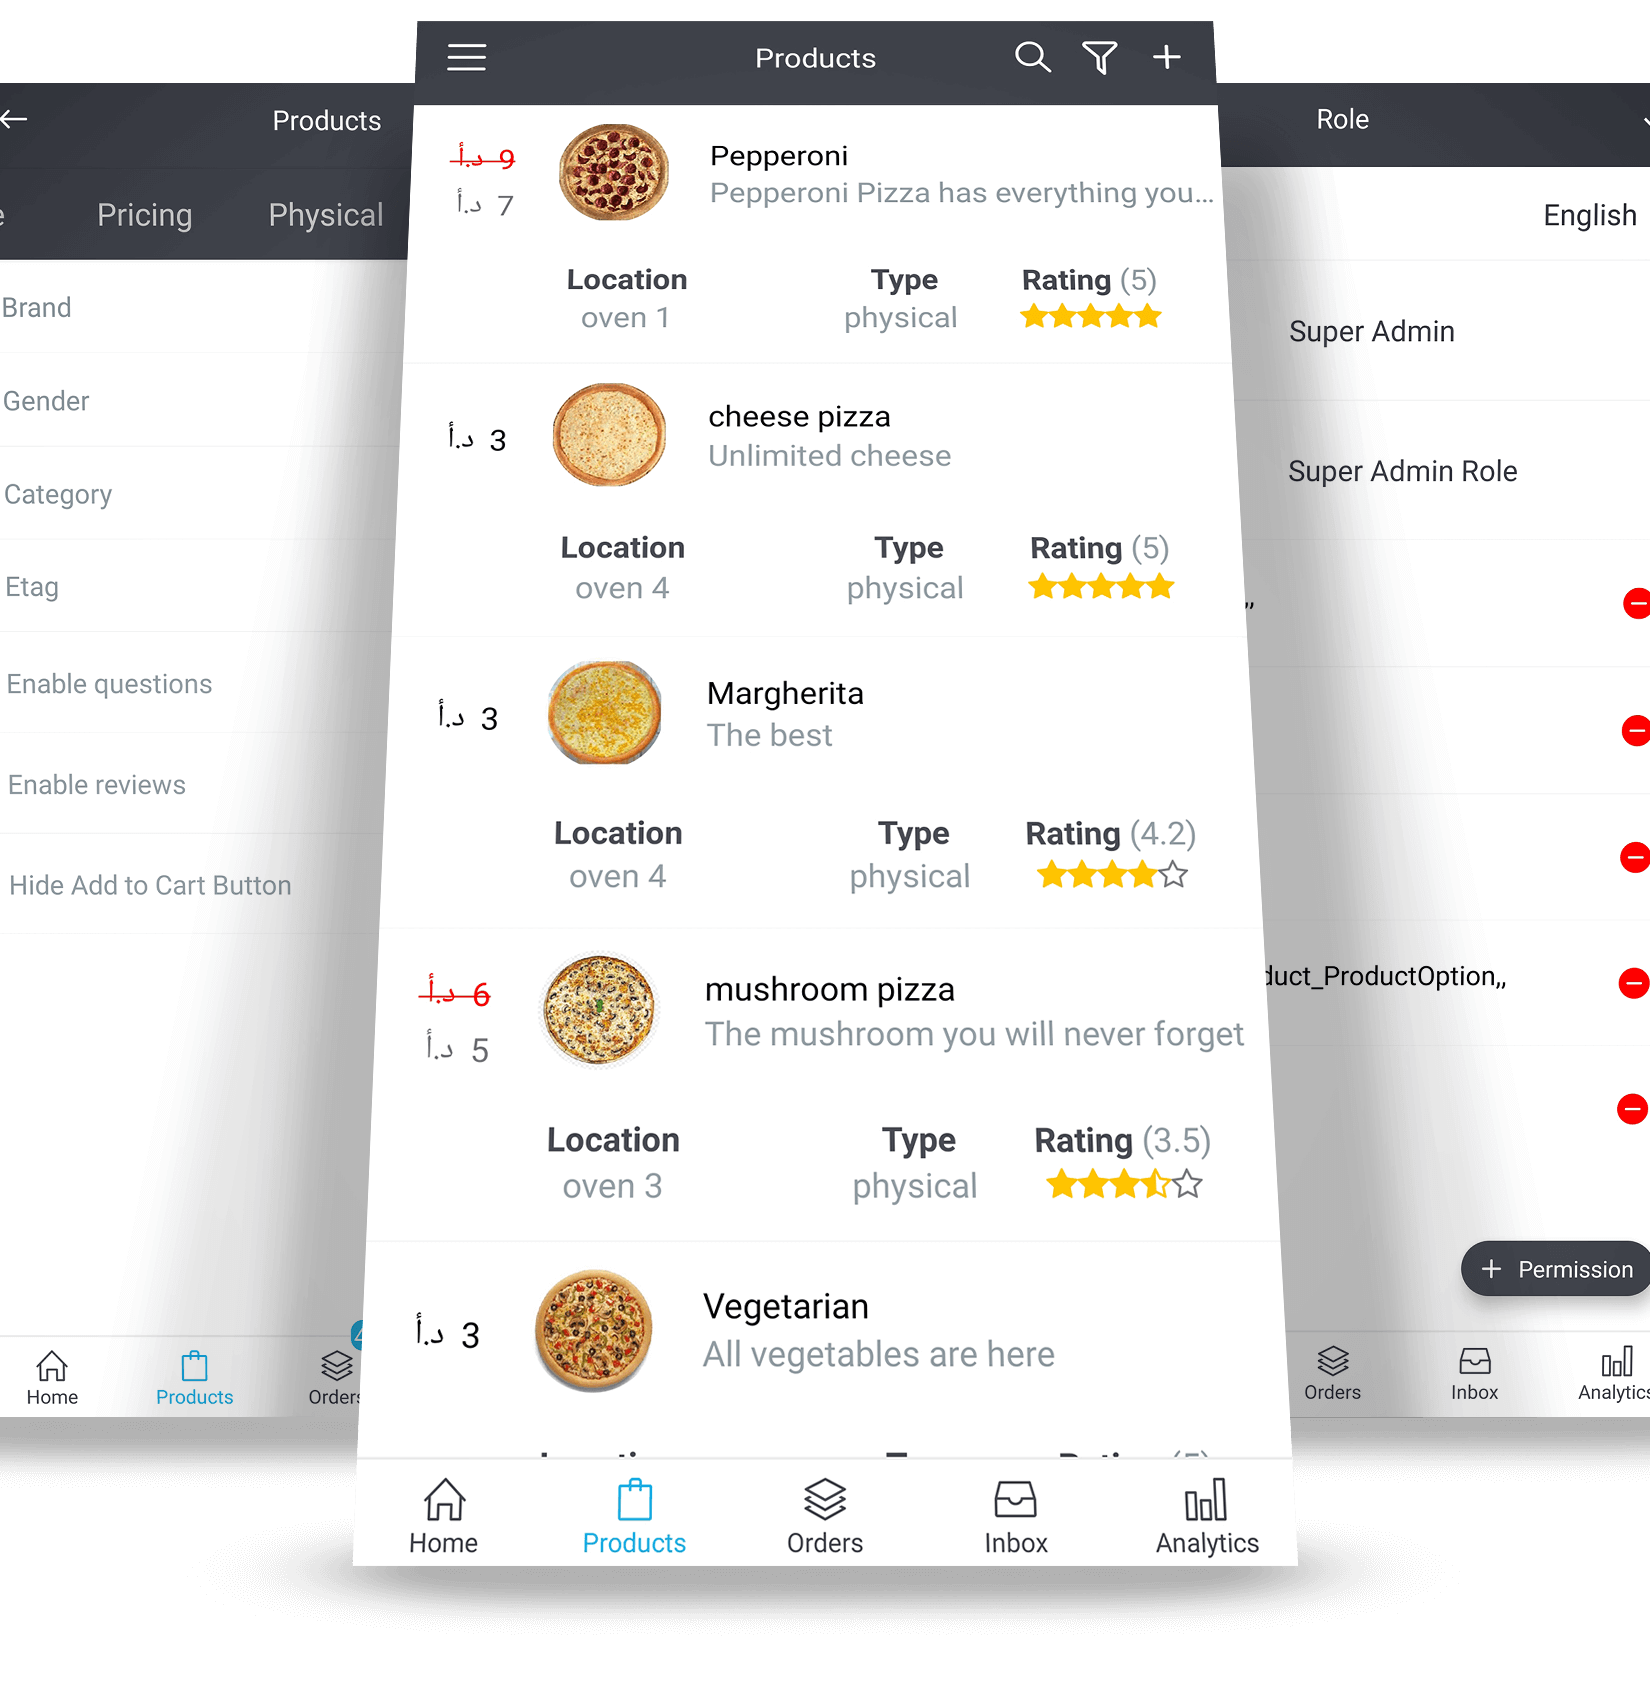 Products
Pricing
Physical
Brand
Gender
Category
Etag
Enable questions
Enable reviews
Hide Add to Cart Button
Home
Products
Orders
Products
د.أ 9
د.أ 7
Pepperoni
Pepperoni Pizza has everything you...
Location
Type
Rating (5)
oven 1
physical
د.أ 3
cheese pizza
Unlimited cheese
Location
Type
Rating (5)
oven 4
physical
د.أ 3
Margherita
The best
Location
Type
Rating (4.2)
oven 4
physical
د.أ 6
د.أ 5
mushroom pizza
The mushroom you will never forget
Location
Type
Rating (3.5)
oven 3
physical
د.أ 3
Vegetarian
All vegetables are here
Home
Products
Orders
Inbox
Analytics
Role
English
Super Admin
Super Admin Role
,,
duct_ProductOption,,
+ Permission
Orders
Inbox
Analytics